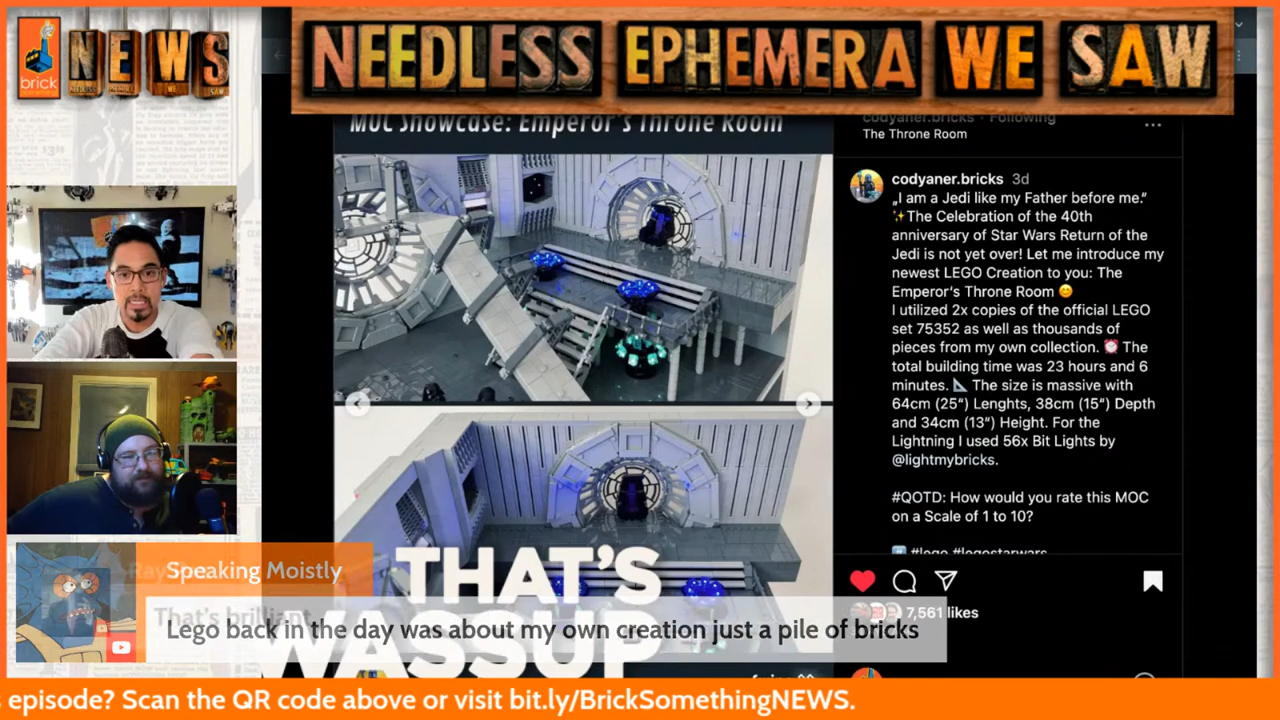 brick
NEWS
NEEDLESS EPHEMERA WE SAW
NEEDLESS EPHEMERA WE SAW
MOC Showcase: Emperor's Throne Room
codyaner.bricks • Following
The Throne Room
codyaner.bricks 3d
„I am a Jedi like my Father before me.“
✨The Celebration of the 40th
anniversary of Star Wars Return of the
Jedi is not yet over! Let me introduce my
newest LEGO Creation to you: The
Emperor‘s Throne Room 😊
I utilized 2x copies of the official LEGO
set 75352 as well as thousands of
pieces from my own collection. ⏰ The
total building time was 23 hours and 6
minutes. 📐 The size is massive with
64cm (25“) Lenghts, 38cm (15“) Depth
and 34cm (13“) Height. For the
Lightning I used 56x Bit Lights by
@lightmybricks.
#QOTD: How would you rate this MOC
on a Scale of 1 to 10?
#lego #legostarwars
7,561 likes
THAT'S
WASSUP
Speaking Moistly
That's brilliant
Lego back in the day was about my own creation just a pile of bricks
episode? Scan the QR code above or visit bit.ly/BrickSomethingNEWS.